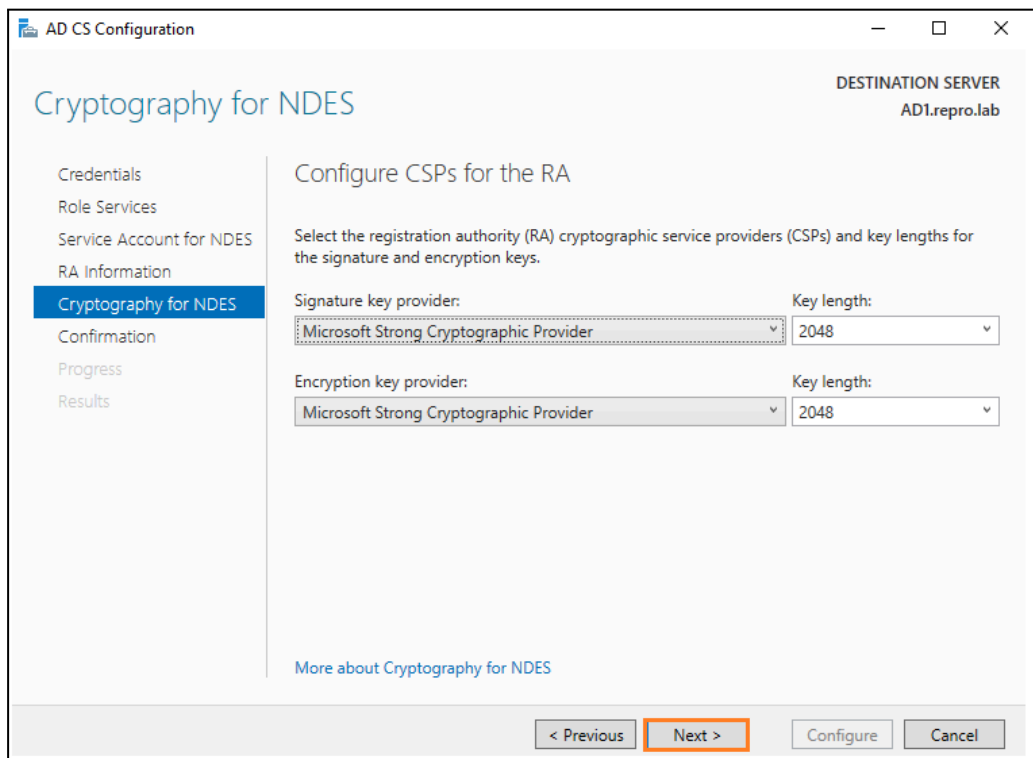 AD CS Configuration
Cryptography for NDES
DESTINATION SERVER
AD1.repro.lab
Credentials
Role Services
Service Account for NDES
RA Information
Cryptography for NDES
Confirmation
Progress
Results
Configure CSPs for the RA
Select the registration authority (RA) cryptographic service providers (CSPs) and key lengths for
the signature and encryption keys.
Signature key provider: Key length:
Microsoft Strong Cryptographic Provider 2048
Encryption key provider: Key length:
Microsoft Strong Cryptographic Provider 2048
More about Cryptography for NDES
< Previous Next > Configure Cancel